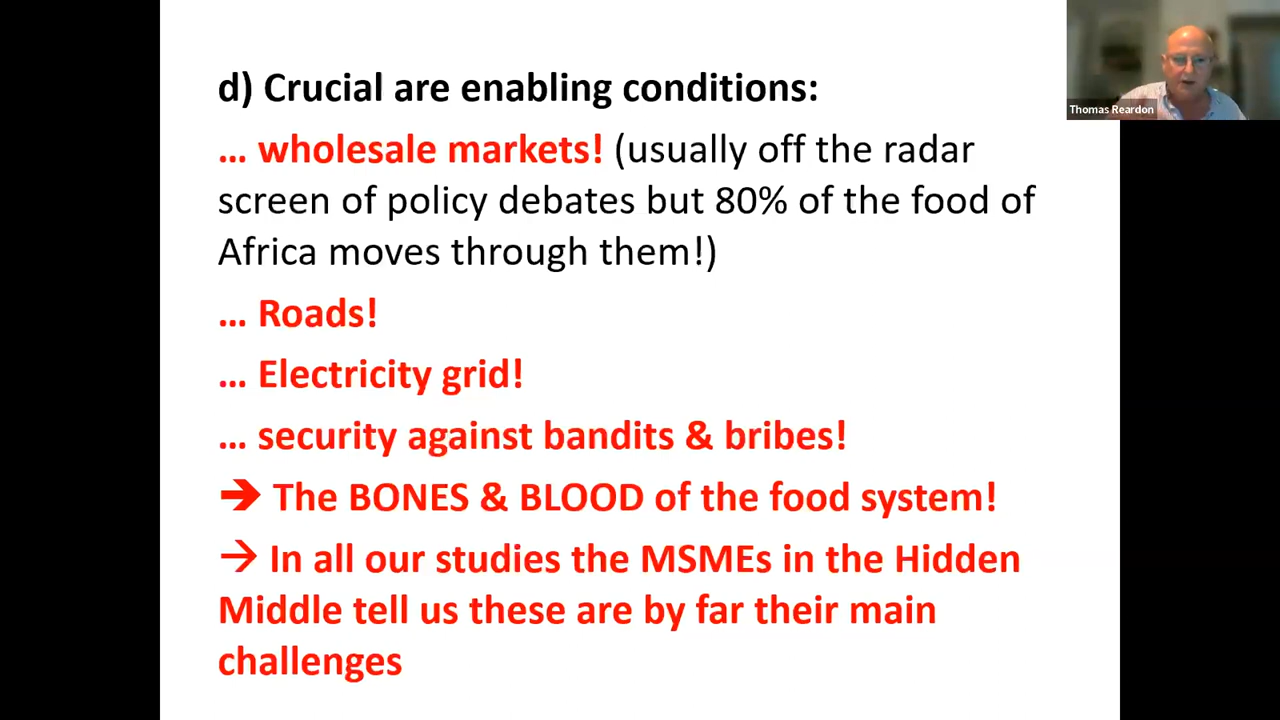 d) Crucial are enabling conditions:
Thomas Reardon
… wholesale markets! (usually off the radar
screen of policy debates but 80% of the food of
Africa moves through them!)
… Roads!
… Electricity grid!
… security against bandits & bribes!
➔ The BONES & BLOOD of the food system!
→ In all our studies the MSMEs in the Hidden
Middle tell us these are by far their main
challenges